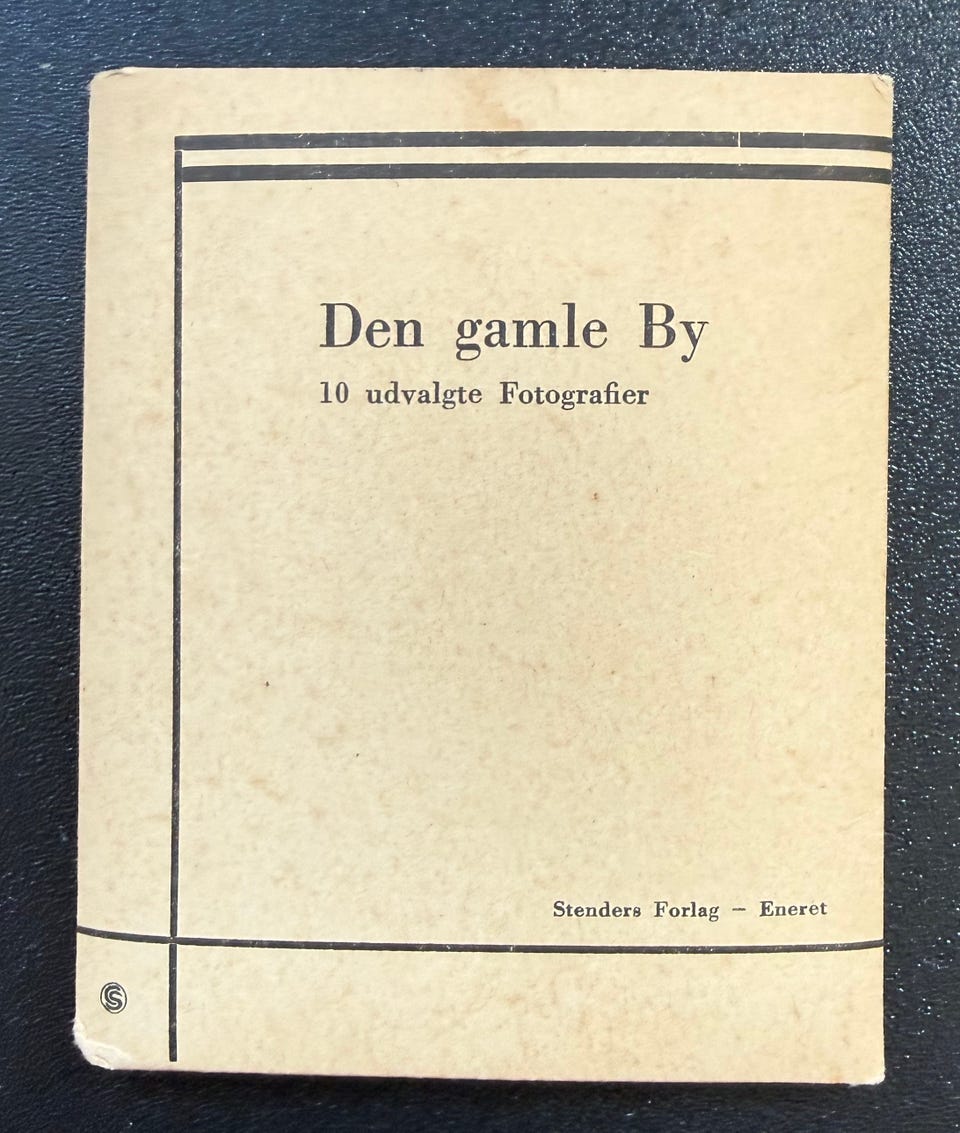 Den gamle By
10 udvalgte Fotografier
Stenders Forlag — Eneret
S